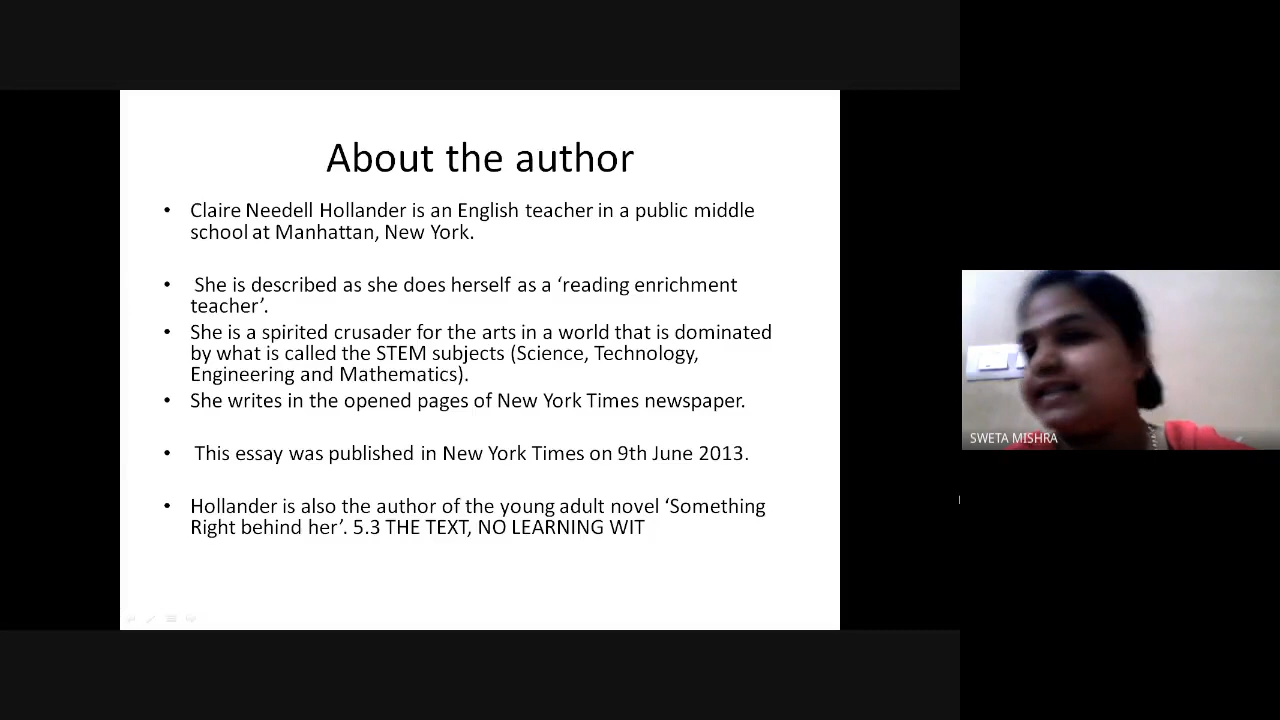 About the author
• Claire Needell Hollander is an English teacher in a public middle
school at Manhattan, New York.
• She is described as she does herself as a ‘reading enrichment
teacher’.
• She is a spirited crusader for the arts in a world that is dominated
by what is called the STEM subjects (Science, Technology,
Engineering and Mathematics).
• She writes in the opened pages of New York Times newspaper.
• This essay was published in New York Times on 9th June 2013.
• Hollander is also the author of the young adult novel ‘Something
Right behind her’. 5.3 THE TEXT, NO LEARNING WIT
SWETA MISHRA